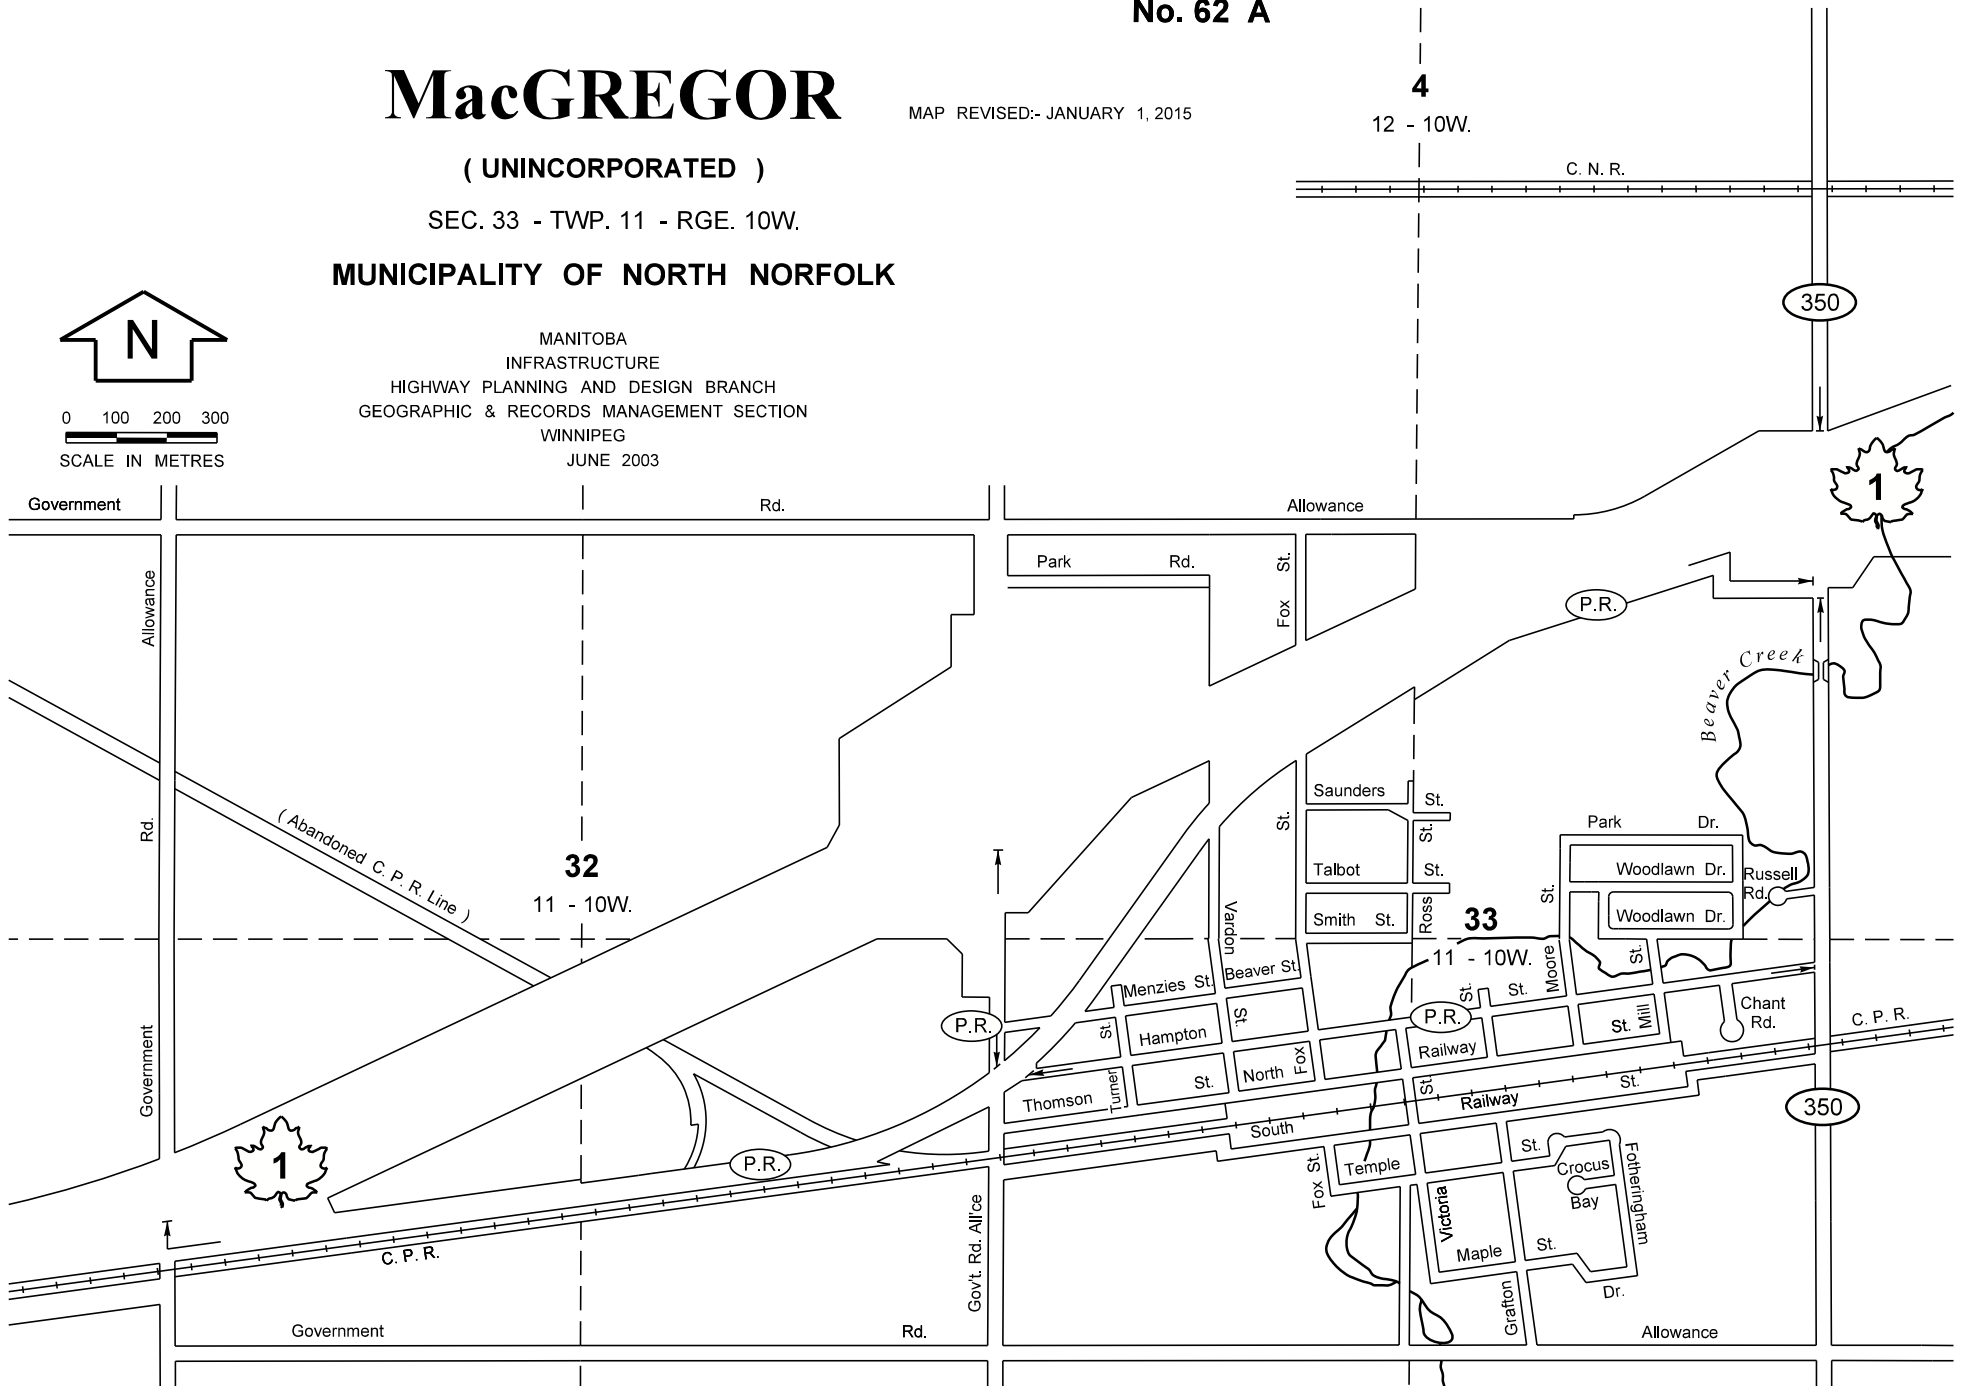 No. 62 A
MacGREGOR
MAP REVISED:- JANUARY 1, 2015
4
12 - 10W.
( UNINCORPORATED )
C. N. R.
SEC. 33 - TWP. 11 - RGE. 10W.
MUNICIPALITY OF NORTH NORFOLK
350
N
MANITOBA
INFRASTRUCTURE
HIGHWAY PLANNING AND DESIGN BRANCH
GEOGRAPHIC & RECORDS MANAGEMENT SECTION
WINNIPEG
JUNE 2003
0 100 200 300
SCALE IN METRES
1
Government Rd. Allowance
Park Rd.
Fox St.
P.R.
Government Rd. Allowance
Beaver Creek
( Abandoned C. P. R. Line )
32
11 - 10W.
Saunders St.
St.
St.
Talbot St.
Smith St.
Ross
33
11 - 10W.
Park Dr.
Woodlawn Dr.
Woodlawn Dr.
Russell
Rd.
St.
Moore
St.
Mill
Vardon
St.
Beaver St.
Menzies St.
Hampton
St.
Turner
St.
North
Fox
Thomson
P.R.
P.R.
St.
St.
Railway
St.
St.
Chant
Rd.
C. P. R.
Railway St.
South
350
1
P.R.
C. P. R.
Gov't. Rd. All'ce
Fox St.
Temple St.
Crocus
Bay
Fotheringham
Dr.
Victoria
Maple St.
Grafton
Government Rd. Allowance